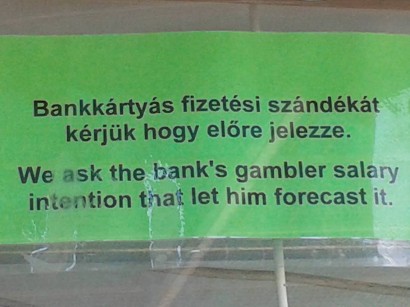 Bankkártyás fizetési szándékát
kérjük hogy előre jelezze.
We ask the bank's gambler salary
intention that let him forecast it.